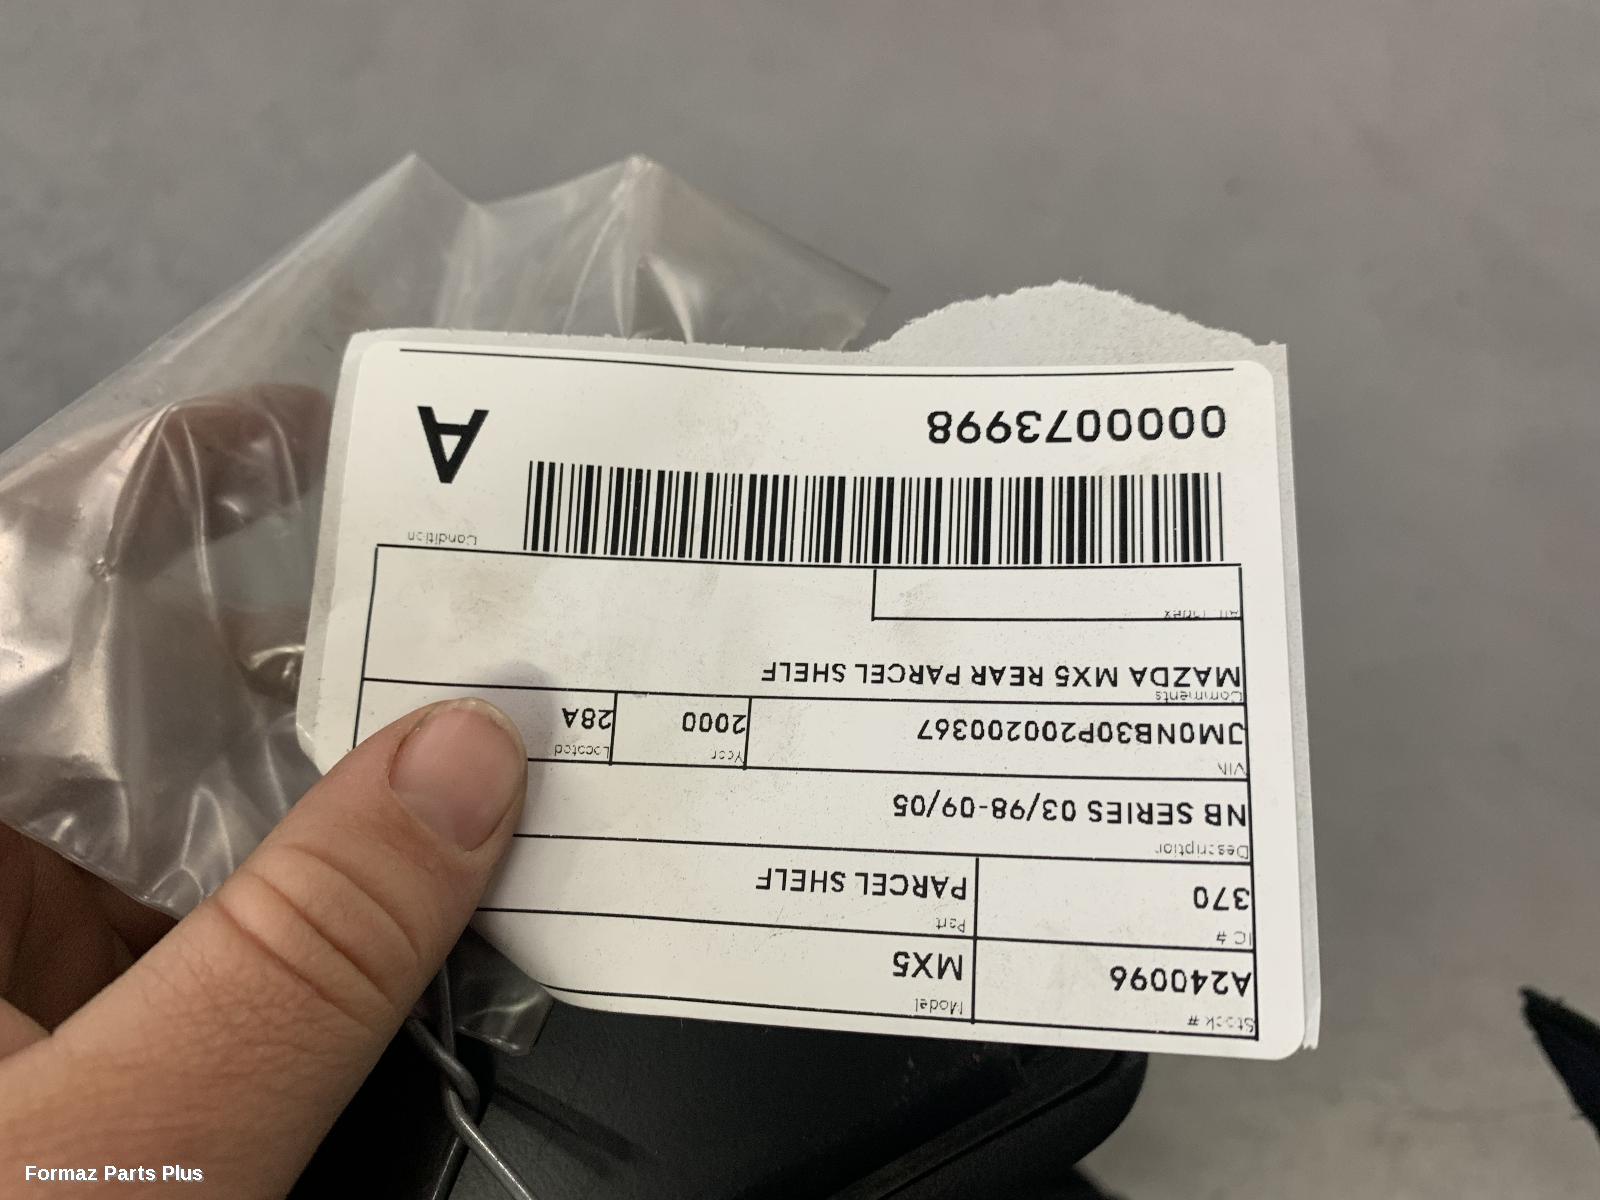 Stock #
A240096
Model
MX5
IC #
370
Part
PARCEL SHELF
Description
NB SERIES 03/98-09/05
VIN
JM0NB30P200200367
Year
2000
Located
28A
Comments
MAZDA MX5 REAR PARCEL SHELF
Alt Index
Condition
A
0000073998
Formaz Parts Plus